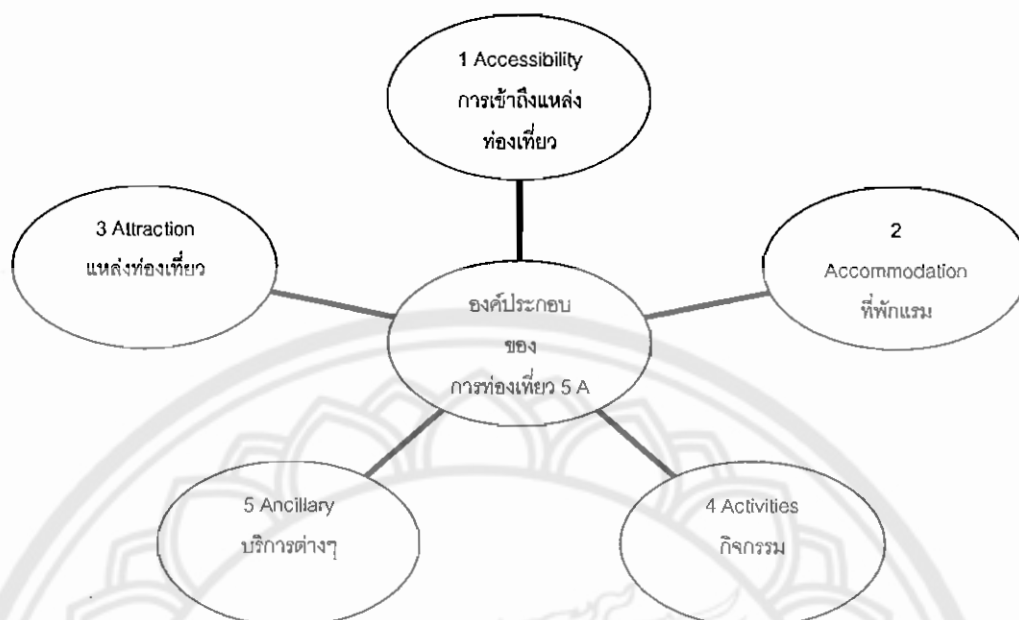 1 Accessibility
การเข้าถึงแหล่ง
ท่องเที่ยว
3 Attraction
แหล่งท่องเที่ยว
2
Accommodation
ที่พักแรม
องค์ประกอบ
ของ
การท่องเที่ยว 5 A
5 Ancillary
บริการต่างๆ
4 Activities
กิจกรรม